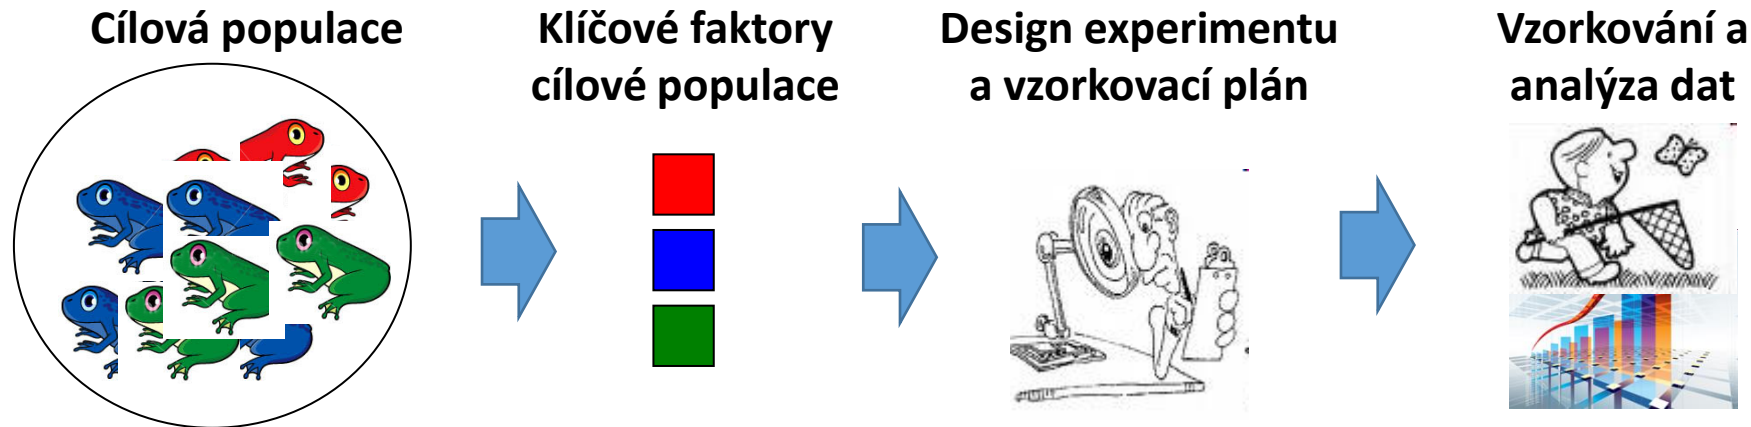 Cílová populace
Klíčové faktory
cílové populace
Design experimentu
a vzorkovací plán
Vzorkování a
analýza dat